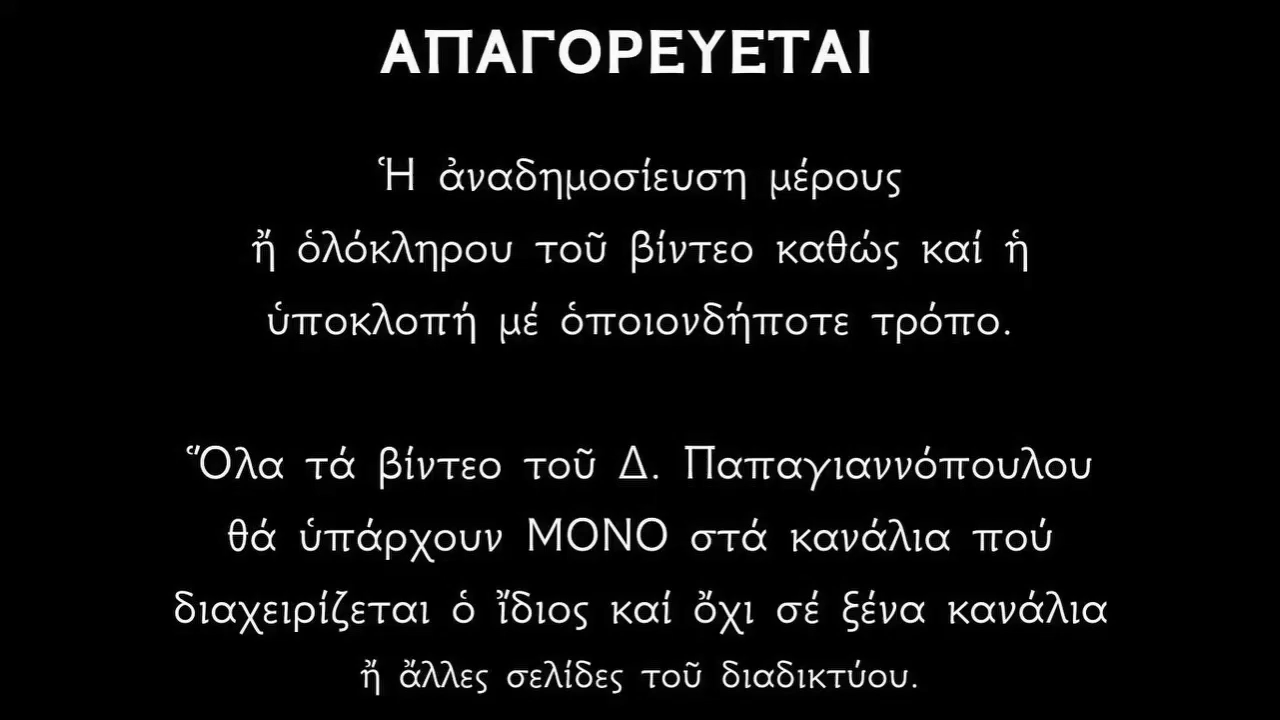 ΑΠΑΓΟΡΕΥΕΤΑΙ
Ἡ ἀναδημοσίευση μέρους
ἤ ὁλόκληρου τοῦ βίντεο καθώς καί ἡ
ὑποκλοπή μέ ὁποιονδήποτε τρόπο.
Ὅλα τά βίντεο τοῦ Δ. Παπαγιαννόπουλου
θά ὑπάρχουν ΜΟΝΟ στά κανάλια πού
διαχειρίζεται ὁ ἴδιος καί ὄχι σέ ξένα κανάλια
ἤ ἄλλες σελίδες τοῦ διαδικτύου.